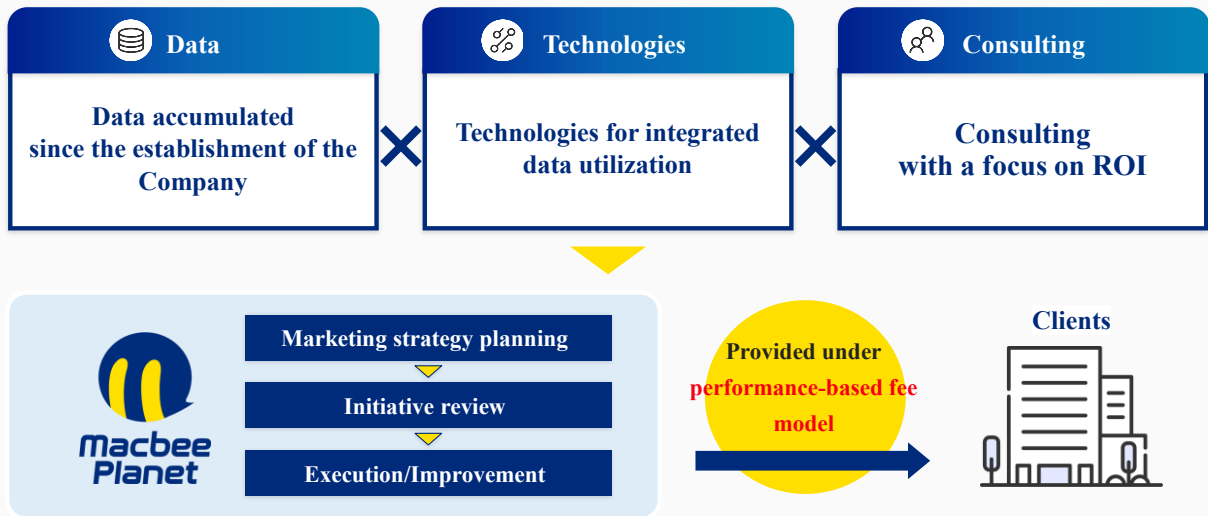 Data
Technologies
Consulting
Data accumulated
since the establishment of the
Company
Technologies for integrated
data utilization
Consulting
with a focus on ROI
macbee
Planet
Marketing strategy planning
Initiative review
Execution/Improvement
Provided under
performance-based fee
model
Clients